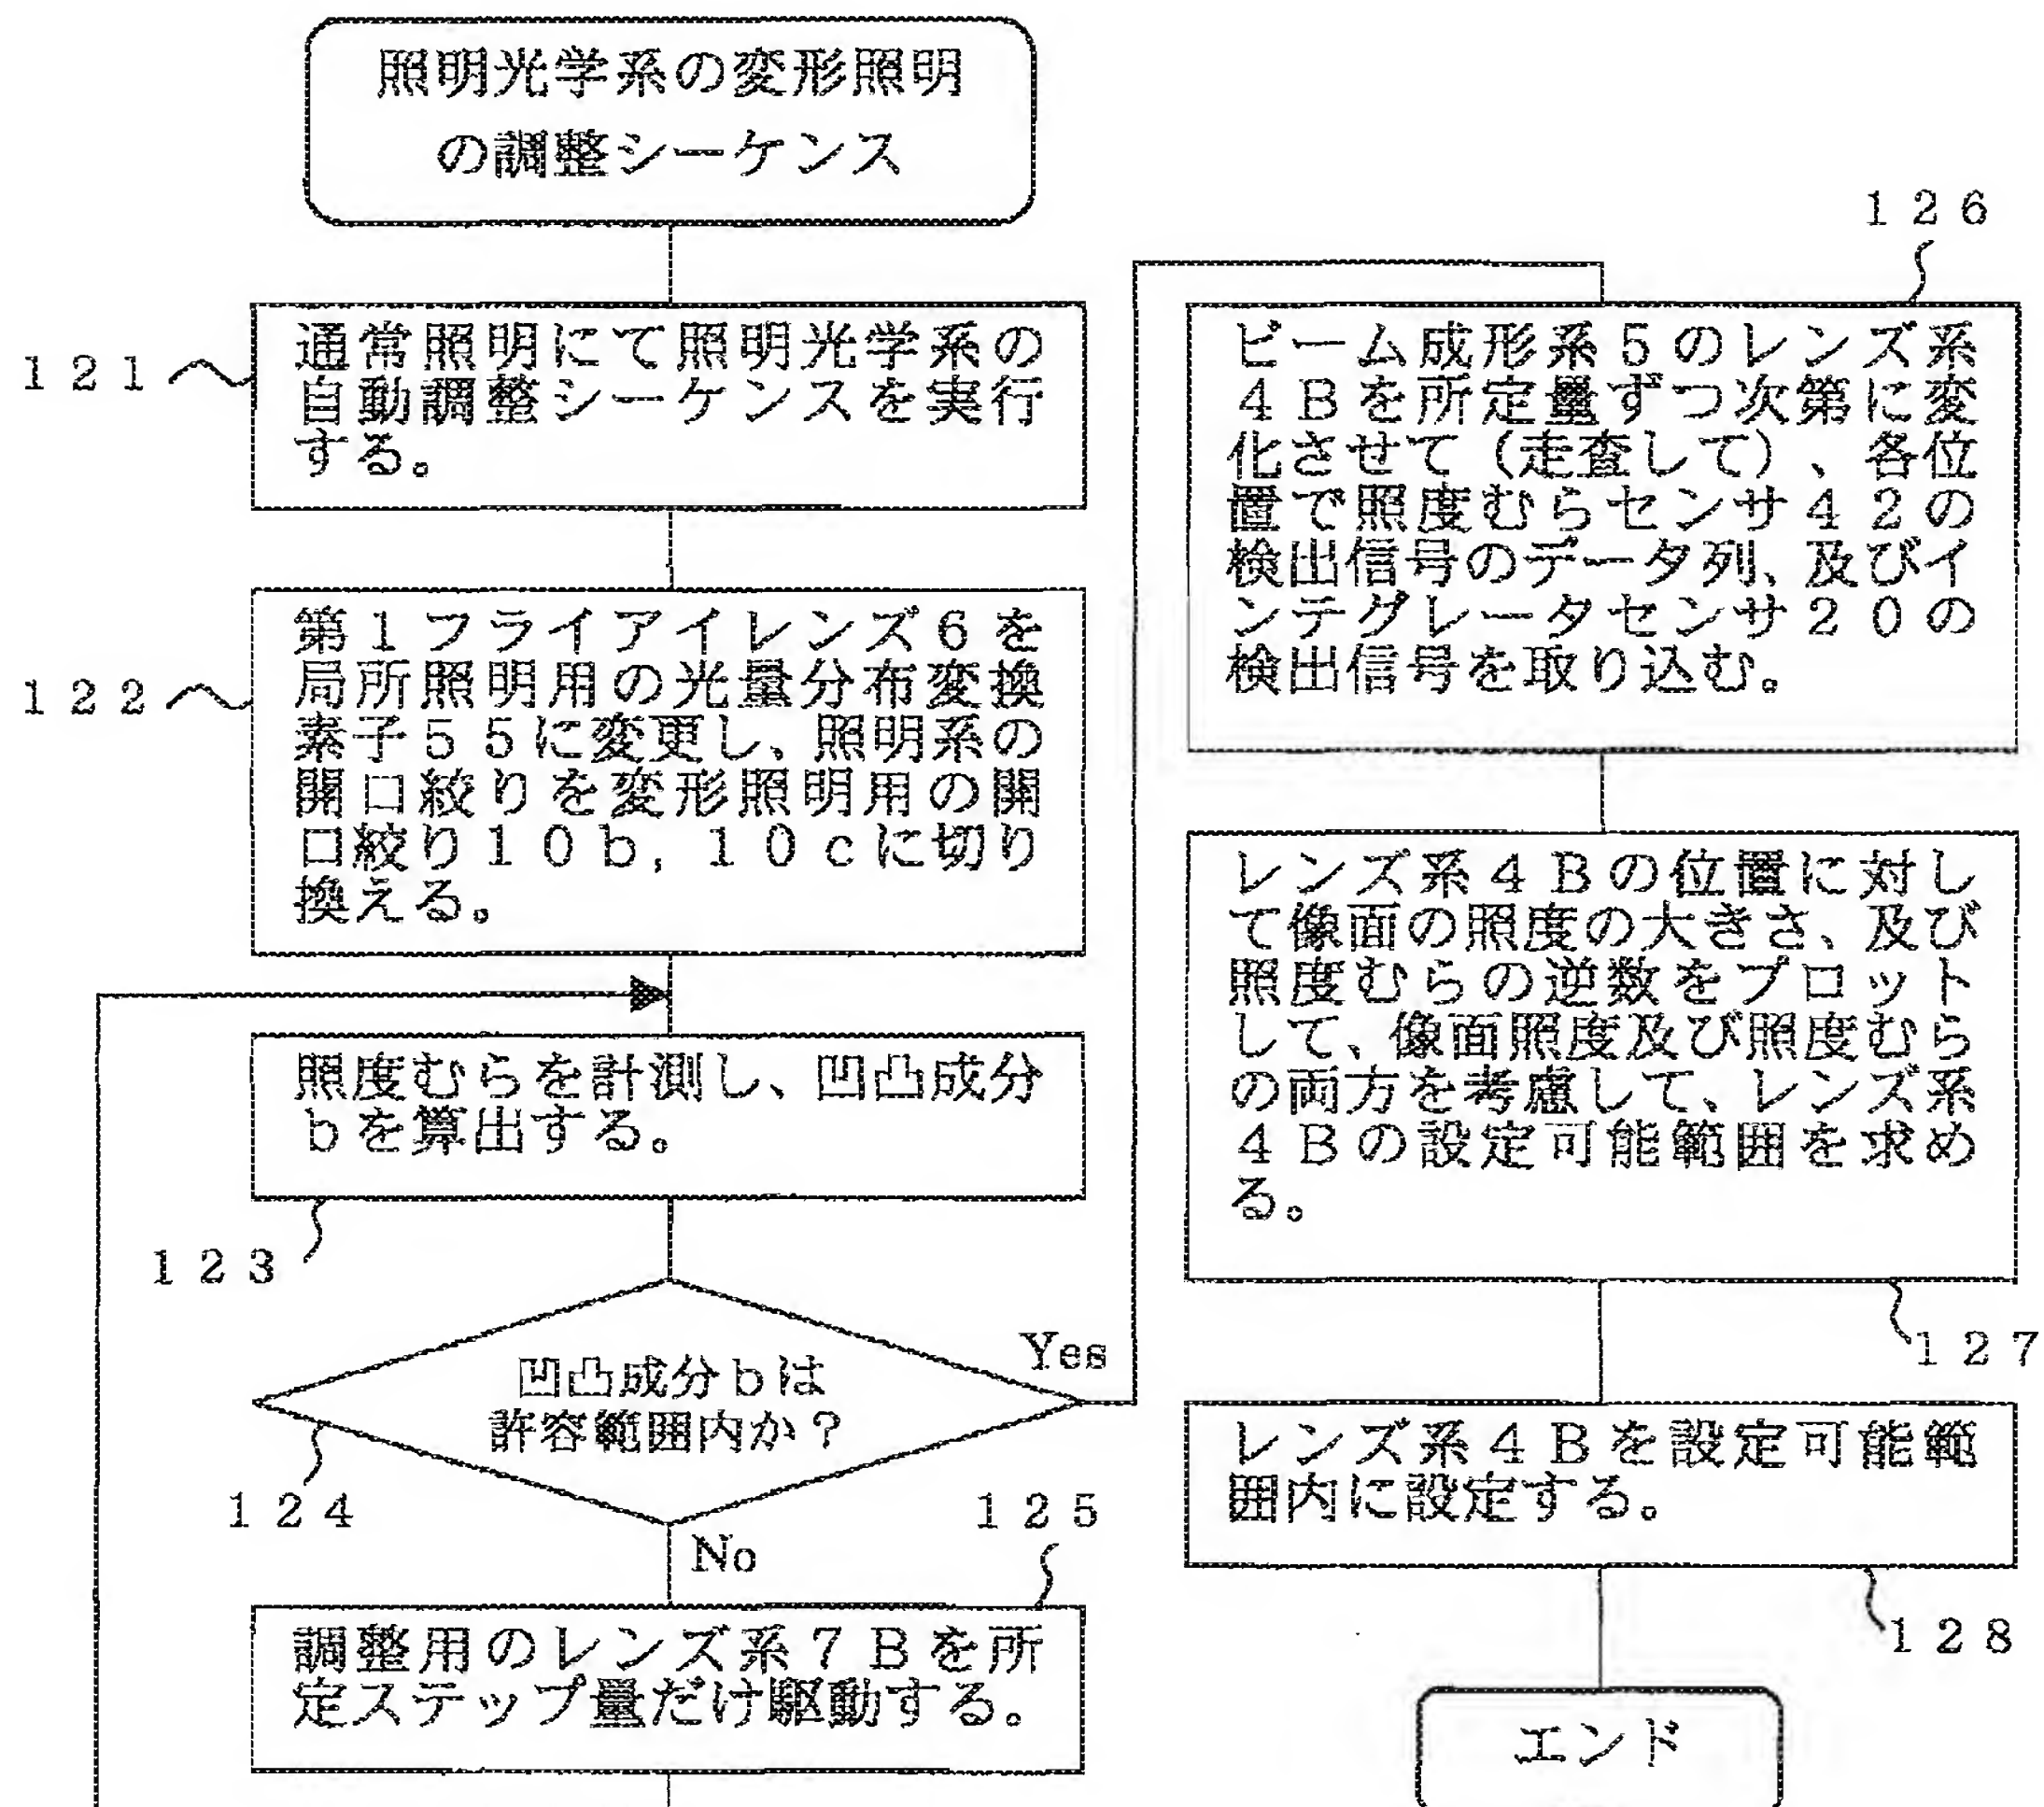 照明光学系の変形照明
の調整シーケンス
121
通常照明にて照明光学系の
自動調整シーケンスを実行
する。
122
第1フライアイレンズ6を
局所照明用の光量分布変換
素子55に変更し、照明系の
開口絞りを変形照明用の開
口絞り10b,10cに切り
換える。
照度むらを計測し、凹凸成分
bを算出する。
123
凹凸成分bは
許容範囲内か?
Yes
124
No
125
調整用のレンズ系7Bを所
定ステップ量だけ駆動する。
126
ビーム成形系5のレンズ系
4Bを所定量ずつ次第に変
化させて(走査して)、各位
置で照度むらセンサ42の
検出信号のデータ列、及びイ
ンテグレータセンサ20の
検出信号を取り込む。
レンズ系4Bの位置に対し
て像面の照度の大きさ、及び
照度むらの逆数をプロット
して、像面照度及び照度むら
の両方を考慮して、レンズ系
4Bの設定可能範囲を求め
る。
127
レンズ系4Bを設定可能範
囲内に設定する。
128
エンド